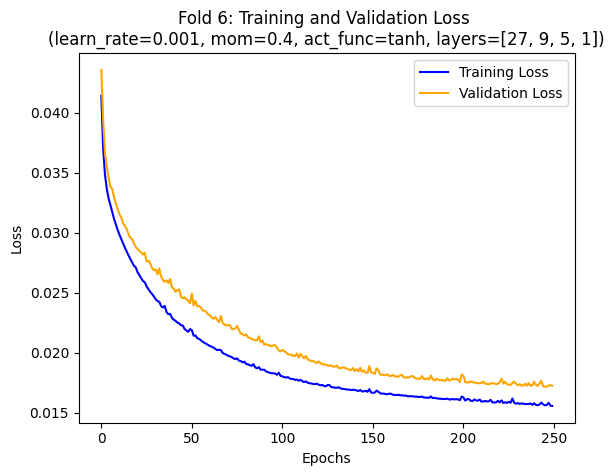 Fold 6: Training and Validation Loss
(learn_rate=0.001, mom=0.4, act_func=tanh, layers=[27, 9, 5, 1])
Training Loss
Validation Loss
0.040
0.035
0.030
0.025
0.020
0.015
Loss
0
50
100
150
200
250
Epochs